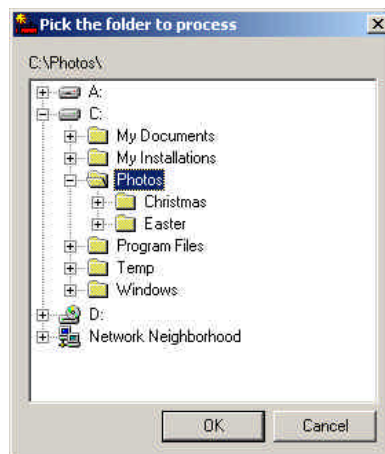 Pick the folder to process
C:\Photos\
A:
C:
My Documents
My Installations
Photos
Christmas
Easter
Program Files
Temp
Windows
D:
Network Neighborhood
OK Cancel